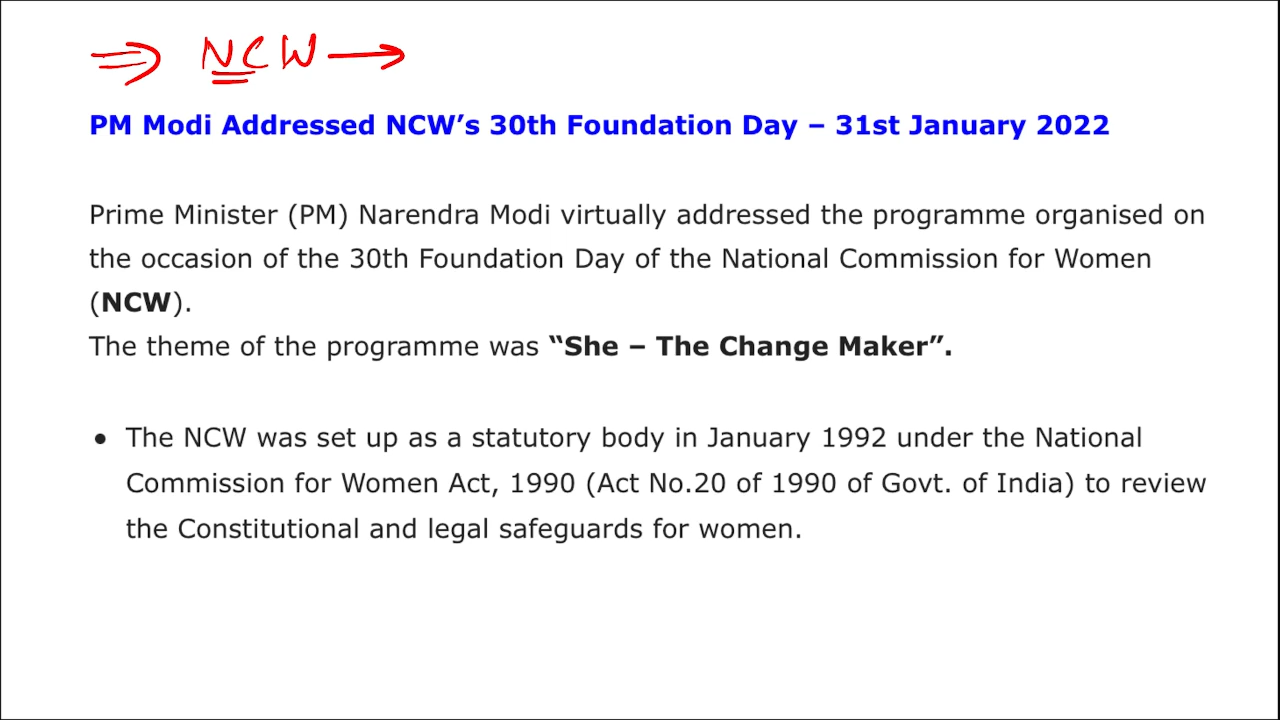 ⇒ NCW →
PM Modi Addressed NCW’s 30th Foundation Day – 31st January 2022
Prime Minister (PM) Narendra Modi virtually addressed the programme organised on
the occasion of the 30th Foundation Day of the National Commission for Women
(NCW).
The theme of the programme was “She – The Change Maker”.
● The NCW was set up as a statutory body in January 1992 under the National
Commission for Women Act, 1990 (Act No.20 of 1990 of Govt. of India) to review
the Constitutional and legal safeguards for women.